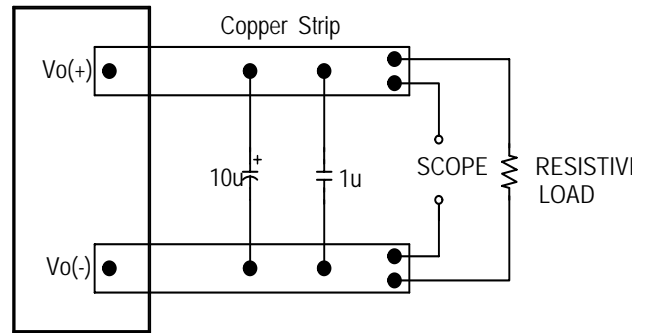 Copper Strip
Vo(+)
10u
+
1u
SCOPE
RESISTIVE
LOAD
Vo(-)